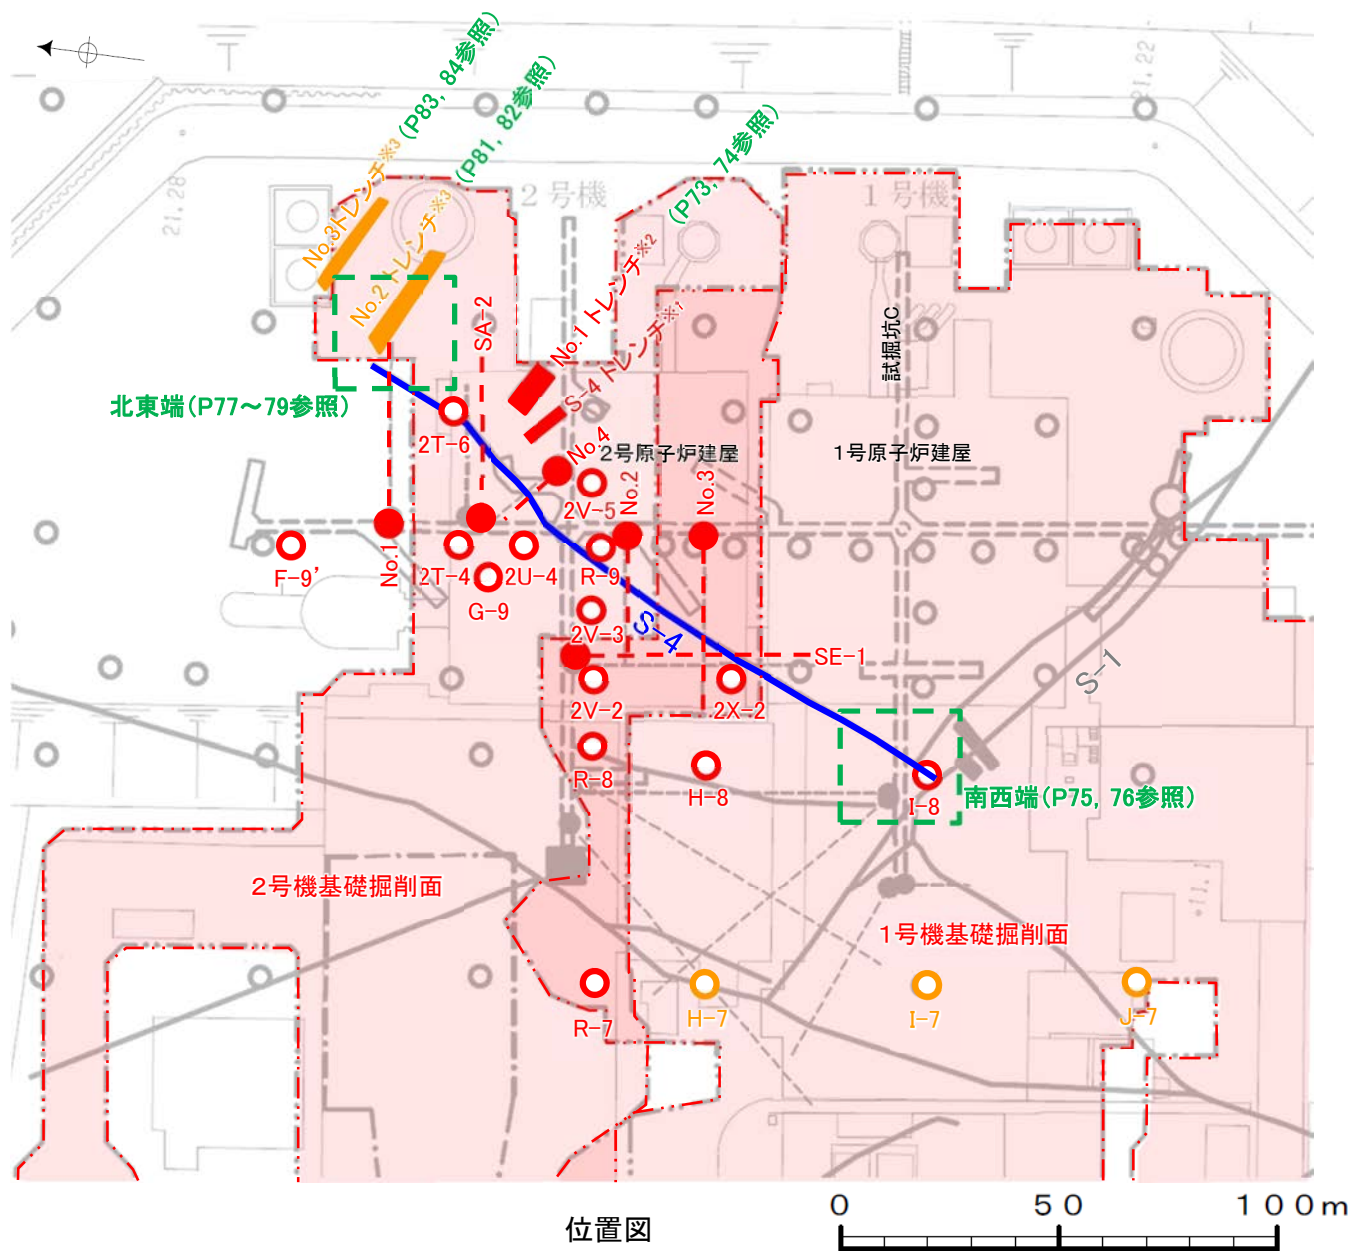 (P83, 84参照)
No.3トレンチ※3
(P81, 82参照)
No.2 トレンチ※3
(P73, 74参照)
No.1 トレンチ※2
S-4 トレンチ※1
21.22
21.28
2号機
1号機
SA-2
試掘坑C
北東端(P77～79参照)
2T-6
No.4
2号原子炉建屋
1号原子炉建屋
2V-5
No.2
No.3
F-9’
No.1
2T-4
2U-4
R-9
G-9
2V-3
S-4
SE-1
S-1
2V-2
2X-2
R-8
H-8
I-8
南西端(P75, 76参照)
2号機基礎掘削面
1号機基礎掘削面
R-7
H-7
I-7
J-7
位置図
0 50 100m